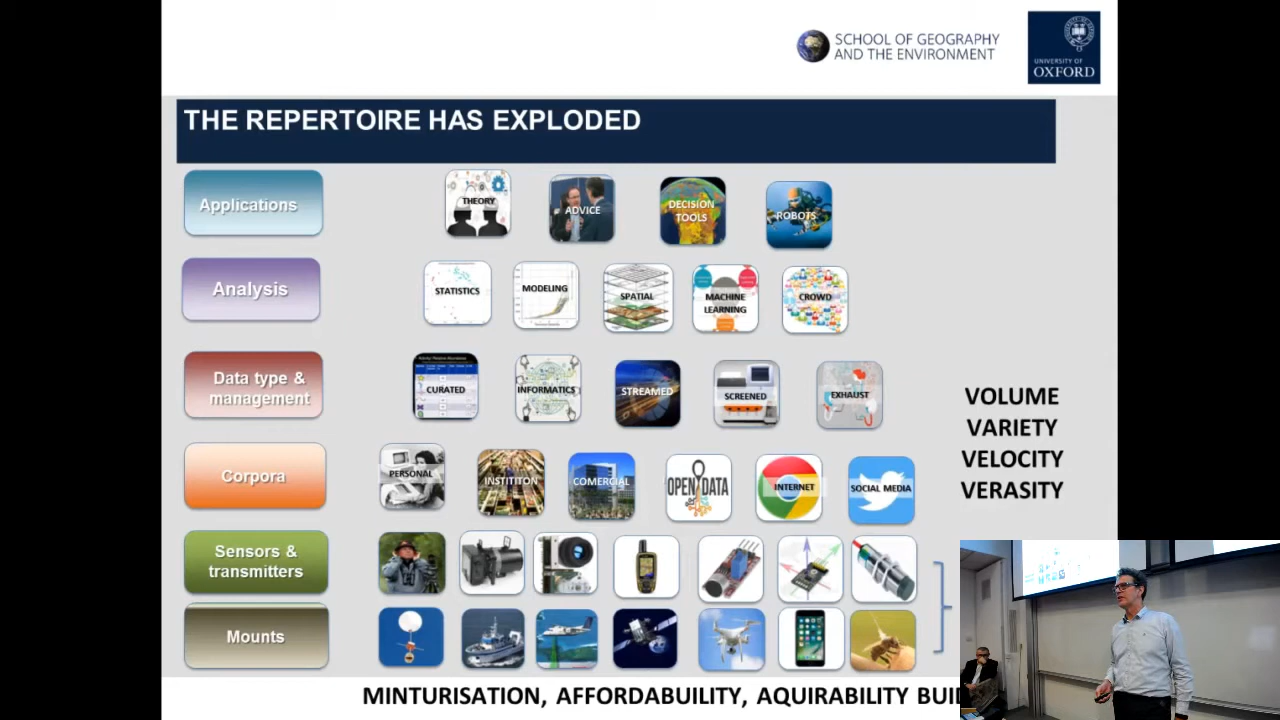 SCHOOL OF GEOGRAPHY
AND THE ENVIRONMENT
UNIVERSITY OF
OXFORD
THE REPERTOIRE HAS EXPLODED
Applications
THEORY
ADVICE
DECISION
TOOLS
ROBOTS
Analysis
STATISTICS
MODELING
SPATIAL
MACHINE
LEARNING
CROWD
Data type &
management
CURATED
INFORMATICS
STREAMED
SCREENED
EXHAUST
VOLUME
VARIETY
VELOCITY
VERASITY
Corpora
PERSONAL
INSTITITON
COMERCIAL
OPEN DATA
INTERNET
SOCIAL MEDIA
Sensors &
transmitters
Mounts
MINTURISATION, AFFORDABUILITY, AQUIRABILITY BUI